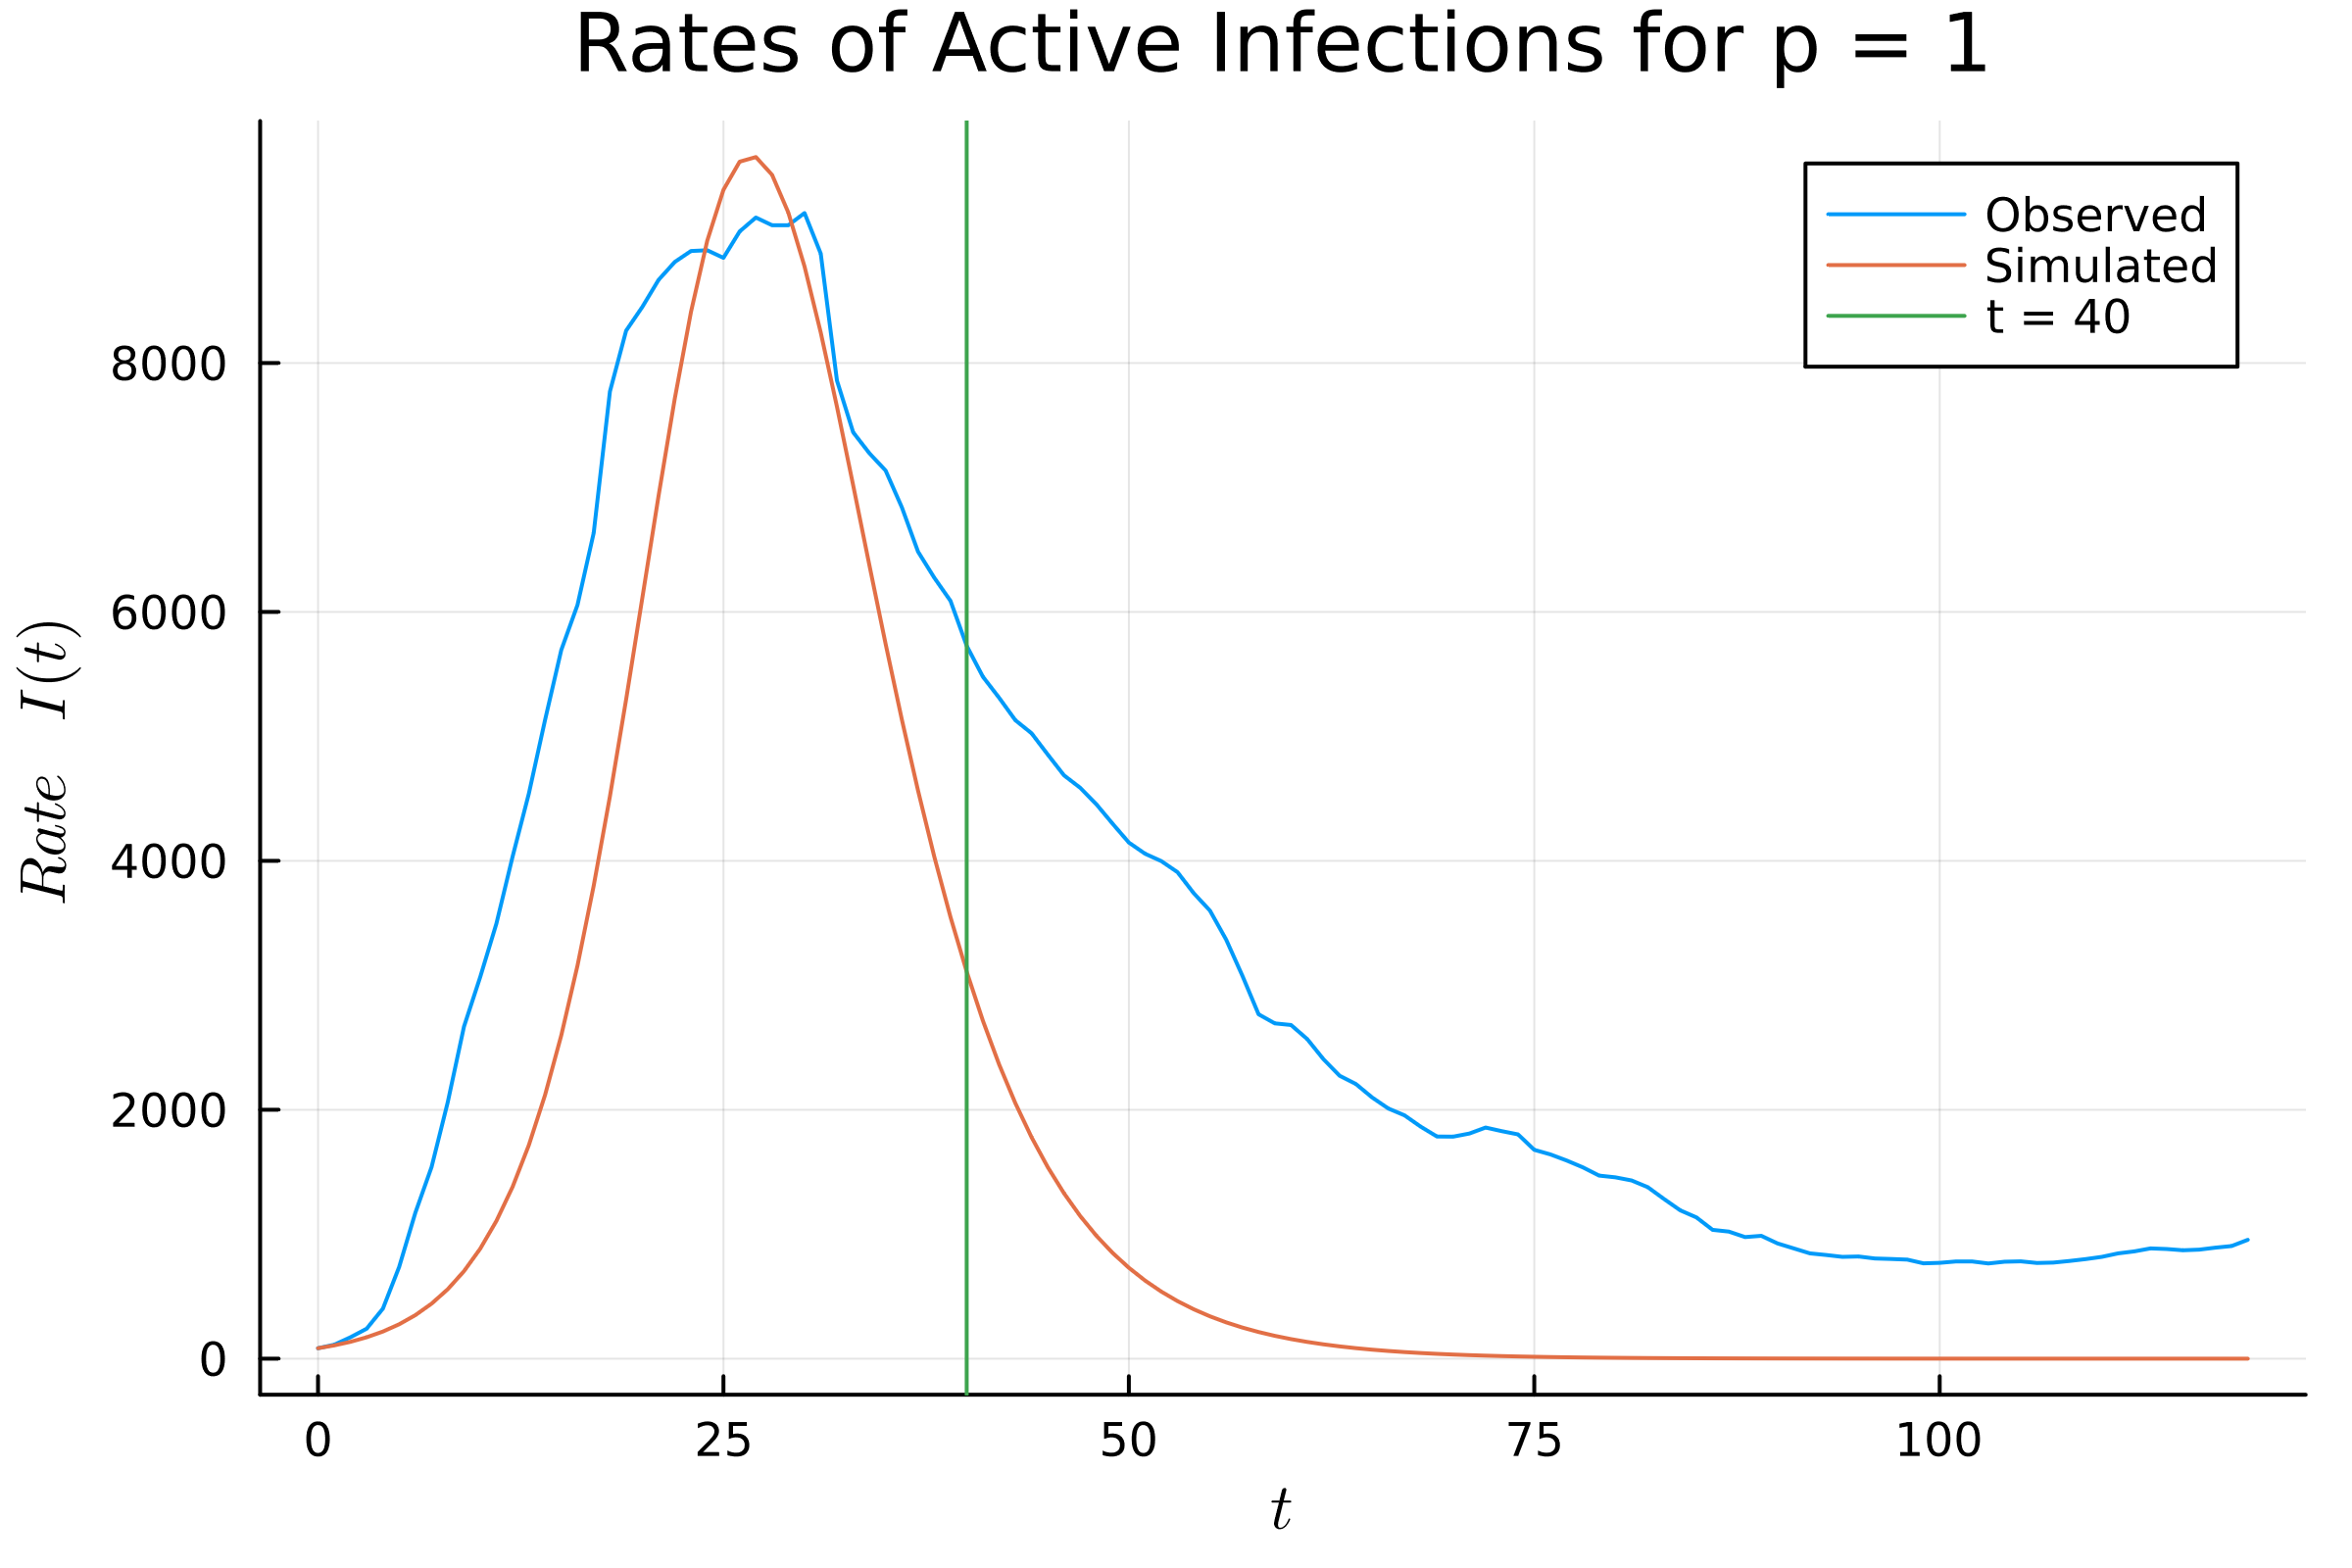 Rates of Active Infections for p = 1
Observed
Simulated
t = 40
8000
6000
4000
2000
0
Rate I(t)
0 25 50 75 100
t